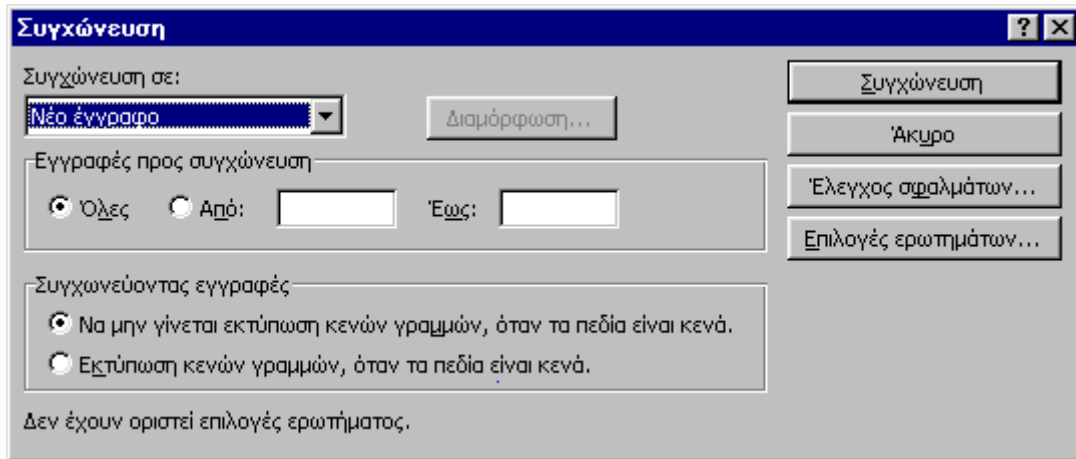 Συγχώνευση
Συγχώνευση σε:
Νέο έγγραφο
Διαμόρφωση...
Εγγραφές προς συγχώνευση
Όλες Από: Έως:
Συγχωνεύοντας εγγραφές
Να μην γίνεται εκτύπωση κενών γραμμών, όταν τα πεδία είναι κενά.
Εκτύπωση κενών γραμμών, όταν τα πεδία είναι κενά.
Δεν έχουν οριστεί επιλογές ερωτήματος.
Συγχώνευση
Άκυρο
Έλεγχος σφαλμάτων...
Επιλογές ερωτημάτων...